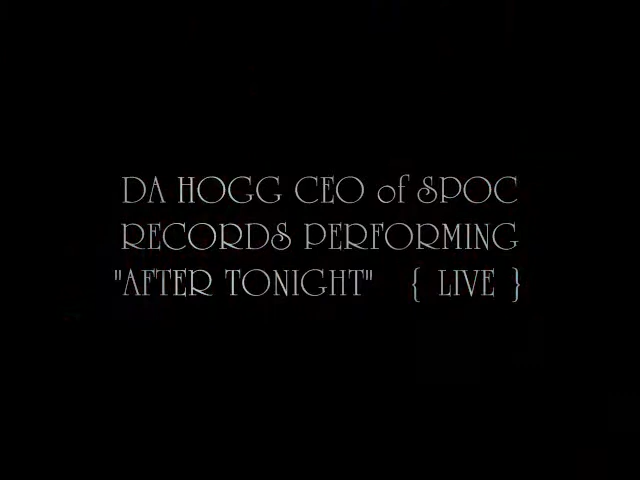 DA HOGG CEO of SPOC
RECORDS PERFORMING
"AFTER TONIGHT" { LIVE }